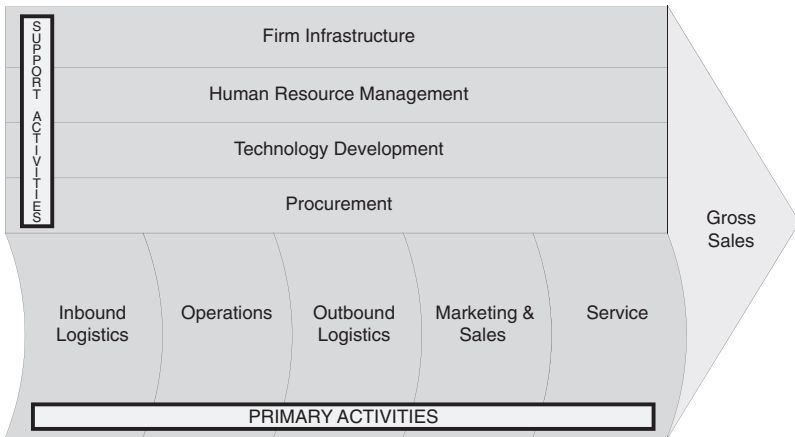 SUPPORT ACTIVITIES
Firm Infrastructure
Human Resource Management
Technology Development
Procurement
Gross
Sales
Inbound
Logistics
Operations
Outbound
Logistics
Marketing &
Sales
Service
PRIMARY ACTIVITIES